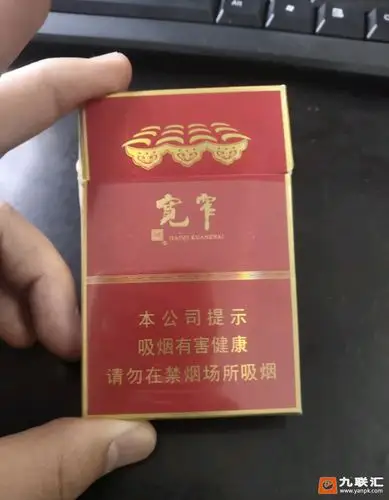 宽窄
KUANZHAI
本公司提示
吸烟有害健康
请勿在禁烟场所吸烟
九联汇
www.yanpk.com